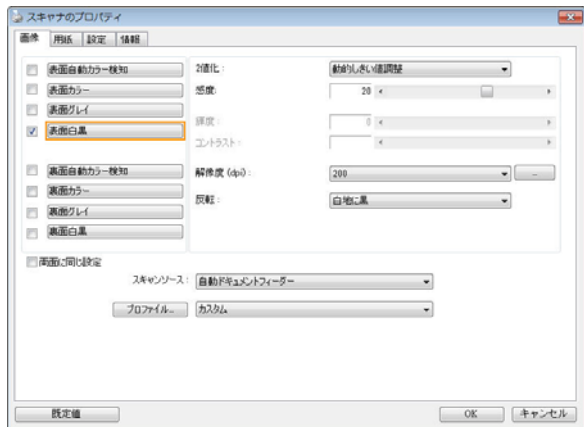 スキャナのプロパティ
画像 用紙 設定 情報
表面自動カラー検知
表面カラー
表面グレイ
表面白黒
裏面自動カラー検知
裏面カラー
裏面グレイ
裏面白黒
2値化: 動的しきい値調整
感度: 20
輝度: 0
コントラスト:
解像度 (dpi): 200 ...
反転: 白地に黒
両面に同じ設定
スキャンソース: 自動ドキュメントフィーダー
プロファイル... カスタム
既定値 OK キャンセル